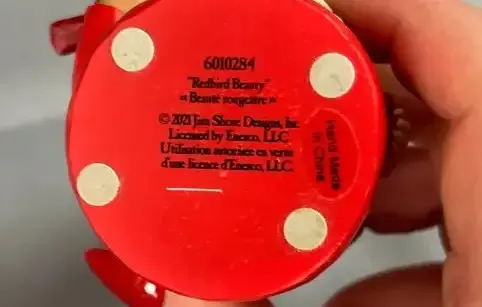 6010284
"Redbird Beauty"
« Beauté rougeâtre »
© 2021 Jim Shore Designs, Inc.
Licensed by Enesco, LLC
Utilisation autorisée en vertu
d'une licence d'Enesco, LLC.
Hand Made
in China